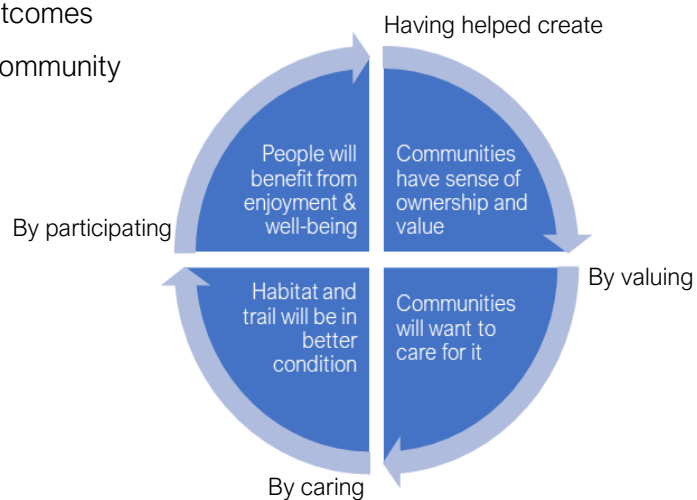 tcomes
ommunity
Having helped create
People will
benefit from
enjoyment &
well-being
Communities
have sense of
ownership and
value
By participating
By valuing
Habitat and
trail will be in
better
condition
Communities
will want to
care for it
By caring